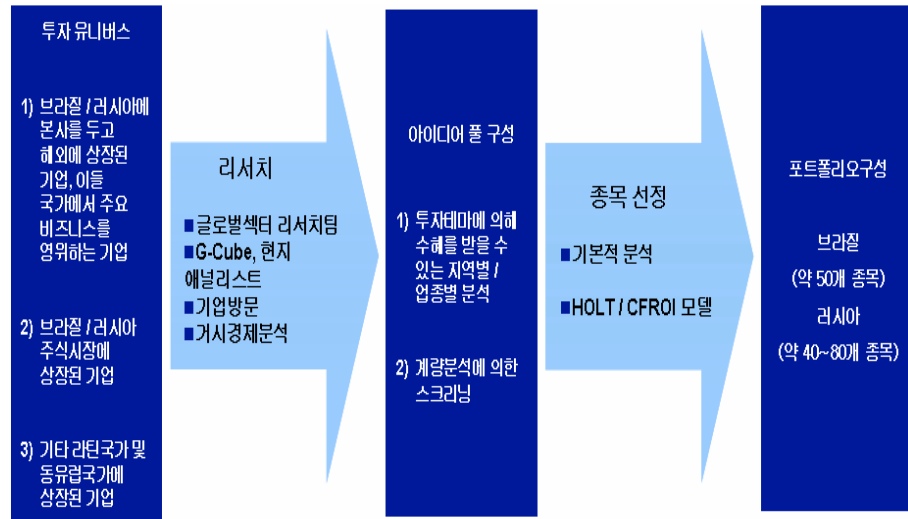 투자 유니버스
1) 브라질 / 러시아에
본사를 두고
해외에 상장된
기업, 이들
국가에서 주요
비즈니스를
영위하는 기업
2) 브라질 / 러시아
주식시장에
상장된 기업
3) 기타 라틴국가 및
동유럽국가에
상장된 기업
리서치
■글로벌섹터 리서치팀
■G-Cube, 현지
애널리스트
■기업방문
■거시경제분석
아이디어 풀 구성
1) 투자테마에 의해
수혜를 받을 수
있는 지역별 /
업종별 분석
2) 계량분석에 의한
스크리닝
종목 선정
■기본적 분석
■HOLT / CFROI 모델
포트폴리오구성
브라질
(약 50개 종목)
러시아
(약 40~80개 종목)